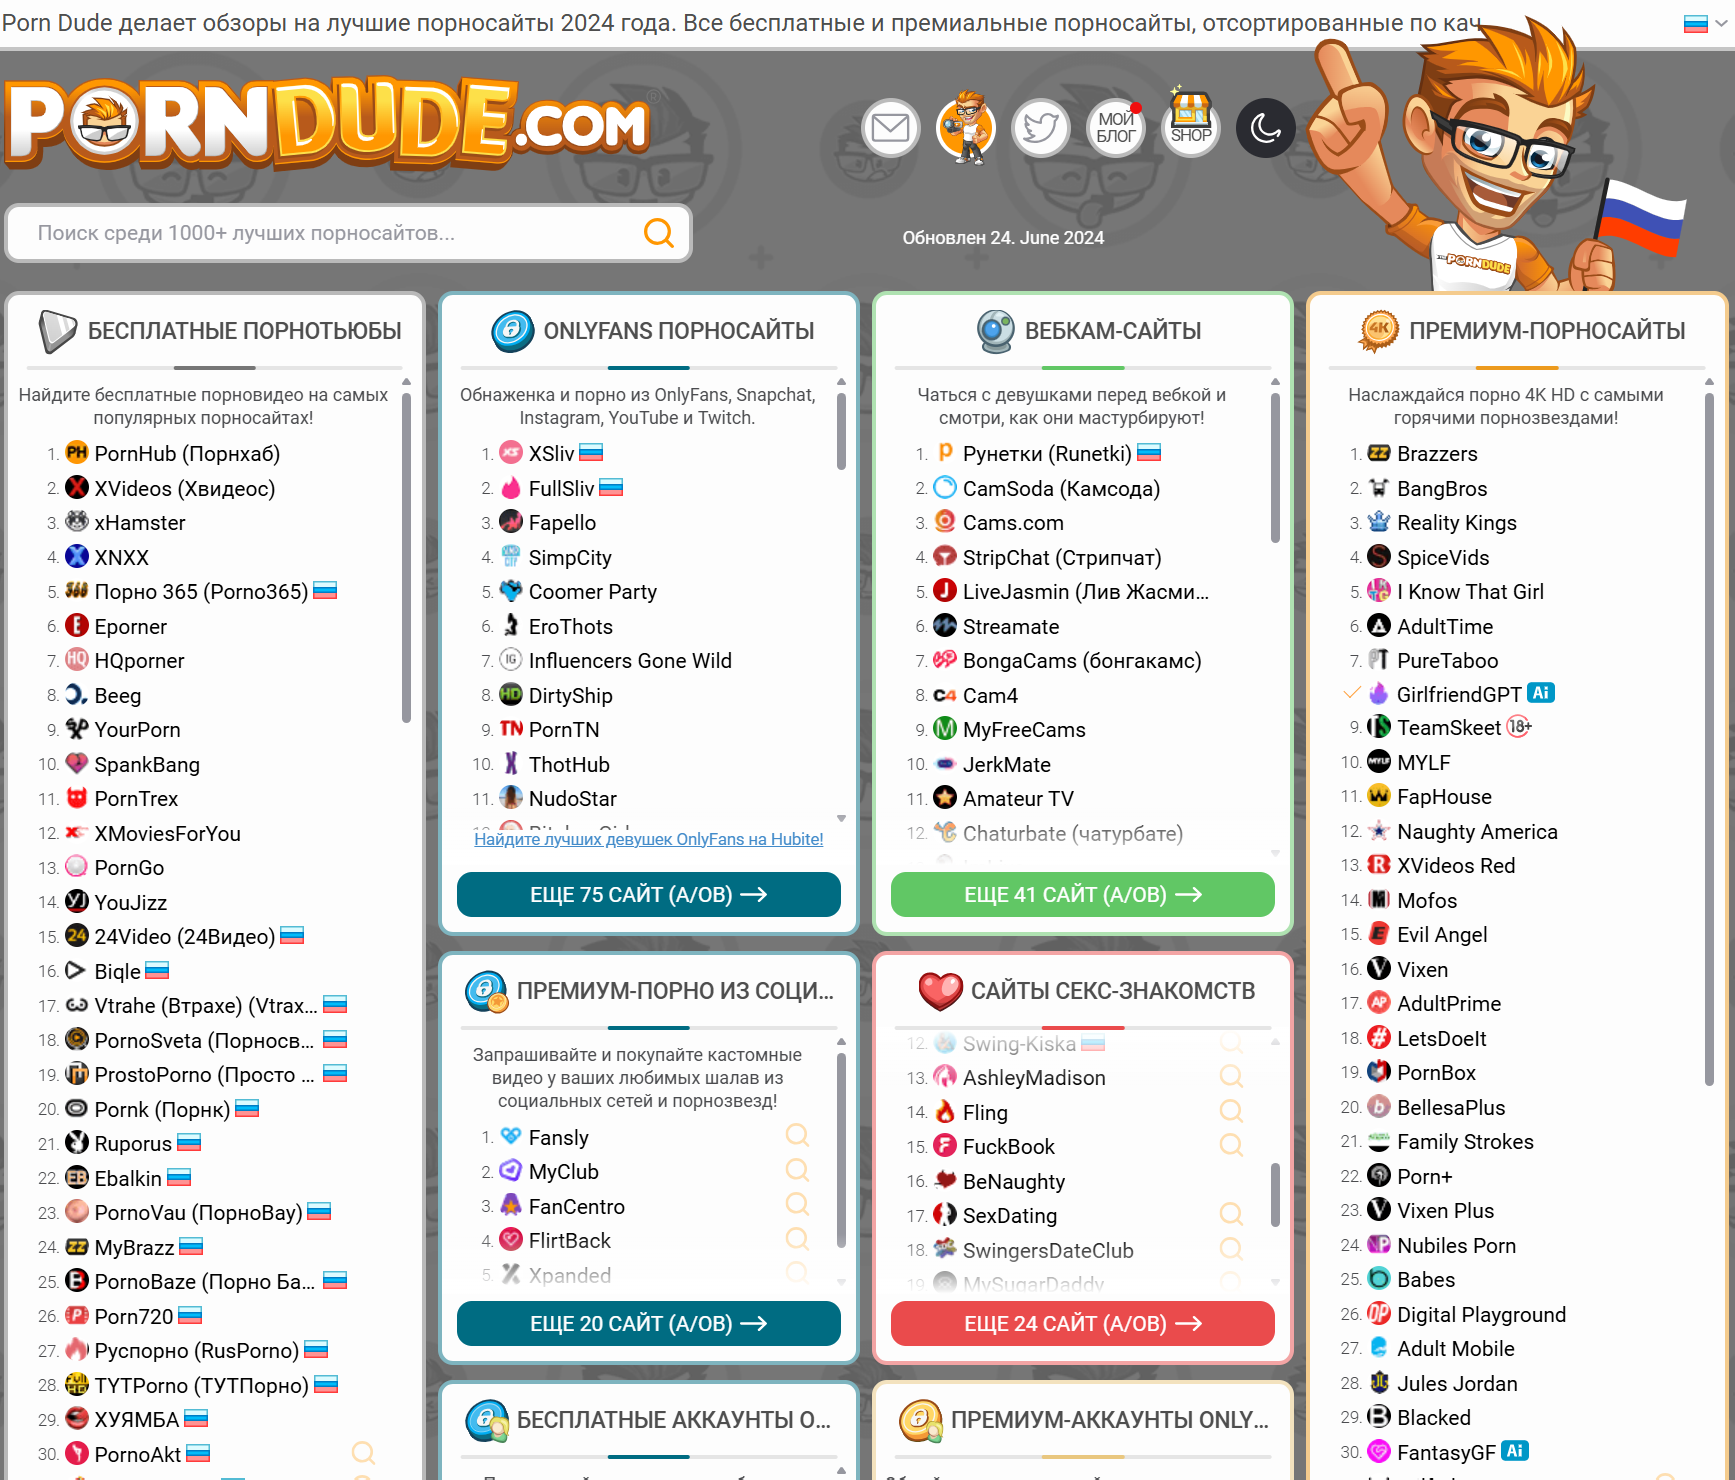 Porn Dude делает обзоры на лучшие порносайты 2024 года. Все бесплатные и премиальные порносайты, отсортированные по кач
PORNDUDE.COM
МОЙ БЛОГ
SHOP
Поиск среди 1000+ лучших порносайтов...
Обновлен 24. June 2024
THE PORNDUDE
БЕСПЛАТНЫЕ ПОРНОТЬЮБЫ
Найдите бесплатные порновидео на самых
популярных порносайтах!
1. PornHub (Порнхаб)
2. XVideos (Хвидеос)
3. xHamster
4. XNXX
5. Порно 365 (Porno365)
6. Eporner
7. HQporner
8. Beeg
9. YourPorn
10. SpankBang
11. PornTrex
12. XMoviesForYou
13. PornGo
14. YouJizz
15. 24Video (24Видео)
16. Biqle
17. Vtrahe (Втрахе) (Vtrax...
18. PornoSveta (Порносв...
19. ProstoPorno (Просто ...
20. Pornk (Порнк)
21. Ruporus
22. Ebalkin
23. PornoVau (ПорноВау)
24. MyBrazz
25. PornoBaze (Порно Ба...
26. Porn720
27. Руспорно (RusPorno)
28. TYTPorno (ТУТПорно)
29. ХУЯМБА
30. PornoAkt
ONLYFANS ПОРНОСАЙТЫ
Обнаженка и порно из OnlyFans, Snapchat,
Instagram, YouTube и Twitch.
1. XSliv
2. FullSliv
3. Fapello
4. SimpCity
5. Coomer Party
6. EroThots
7. Influencers Gone Wild
8. DirtyShip
9. PornTN
10. ThotHub
11. NudoStar
Найдите лучших девушек OnlyFans на Hubite!
ЕЩЕ 75 САЙТ (А/ОВ)
ПРЕМИУМ-ПОРНО ИЗ СОЦИ...
Запрашивайте и покупайте кастомные
видео у ваших любимых шалав из
социальных сетей и порнозвезд!
1. Fansly
2. MyClub
3. FanCentro
4. FlirtBack
5. Xpanded
ЕЩЕ 20 САЙТ (А/ОВ)
БЕСПЛАТНЫЕ АККАУНТЫ O...
ВЕБКАМ-САЙТЫ
Чаться с девушками перед вебкой и
смотри, как они мастурбируют!
1. Рунетки (Runetki)
2. CamSoda (Камсода)
3. Cams.com
4. StripChat (Стрипчат)
5. LiveJasmin (Лив Жасми...
6. Streamate
7. BongaCams (бонгакамс)
8. Cam4
9. MyFreeCams
10. JerkMate
11. Amateur TV
12. Chaturbate (чатурбате)
ЕЩЕ 41 САЙТ (А/ОВ)
САЙТЫ СЕКС-ЗНАКОМСТВ
12. Swing-Kiska
13. AshleyMadison
14. Fling
15. FuckBook
16. BeNaughty
17. SexDating
18. SwingersDateClub
19. MySugarDaddy
ЕЩЕ 24 САЙТ (А/ОВ)
ПРЕМИУМ-АККАУНТЫ ONLY...
ПРЕМИУМ-ПОРНОСАЙТЫ
Наслаждайся порно 4K HD с самыми
горячими порнозвездами!
1. Brazzers
2. BangBros
3. Reality Kings
4. SpiceVids
5. I Know That Girl
6. AdultTime
7. PureTaboo
GirlfriendGPT Ai
9. TeamSkeet 18+
10. MYLF
11. FapHouse
12. Naughty America
13. XVideos Red
14. Mofos
15. Evil Angel
16. Vixen
17. AdultPrime
18. LetsDoeIt
19. PornBox
20. BellesaPlus
21. Family Strokes
22. Porn+
23. Vixen Plus
24. Nubiles Porn
25. Babes
26. Digital Playground
27. Adult Mobile
28. Jules Jordan
29. Blacked
30. FantasyGF Ai